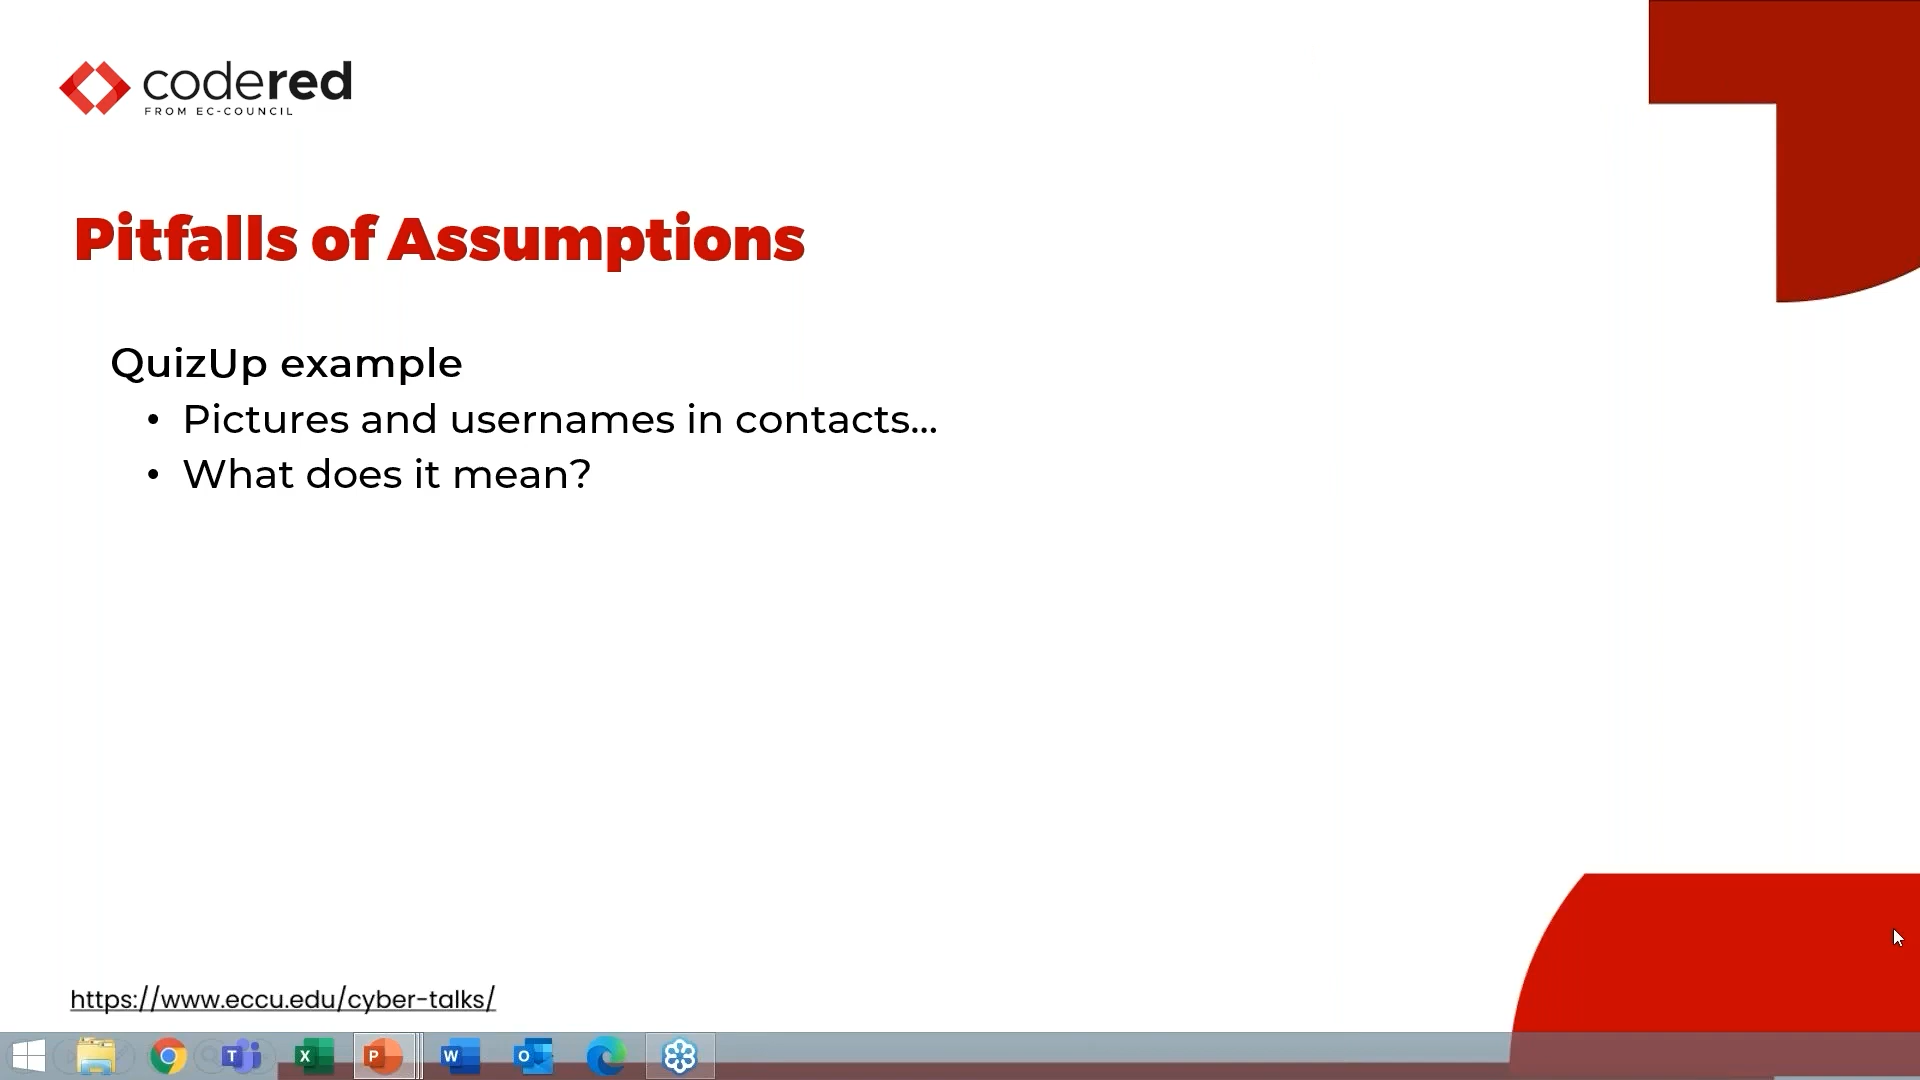 codered
FROM EC-COUNCIL
Pitfalls of Assumptions
QuizUp example
• Pictures and usernames in contacts...
• What does it mean?
https://www.eccu.edu/cyber-talks/